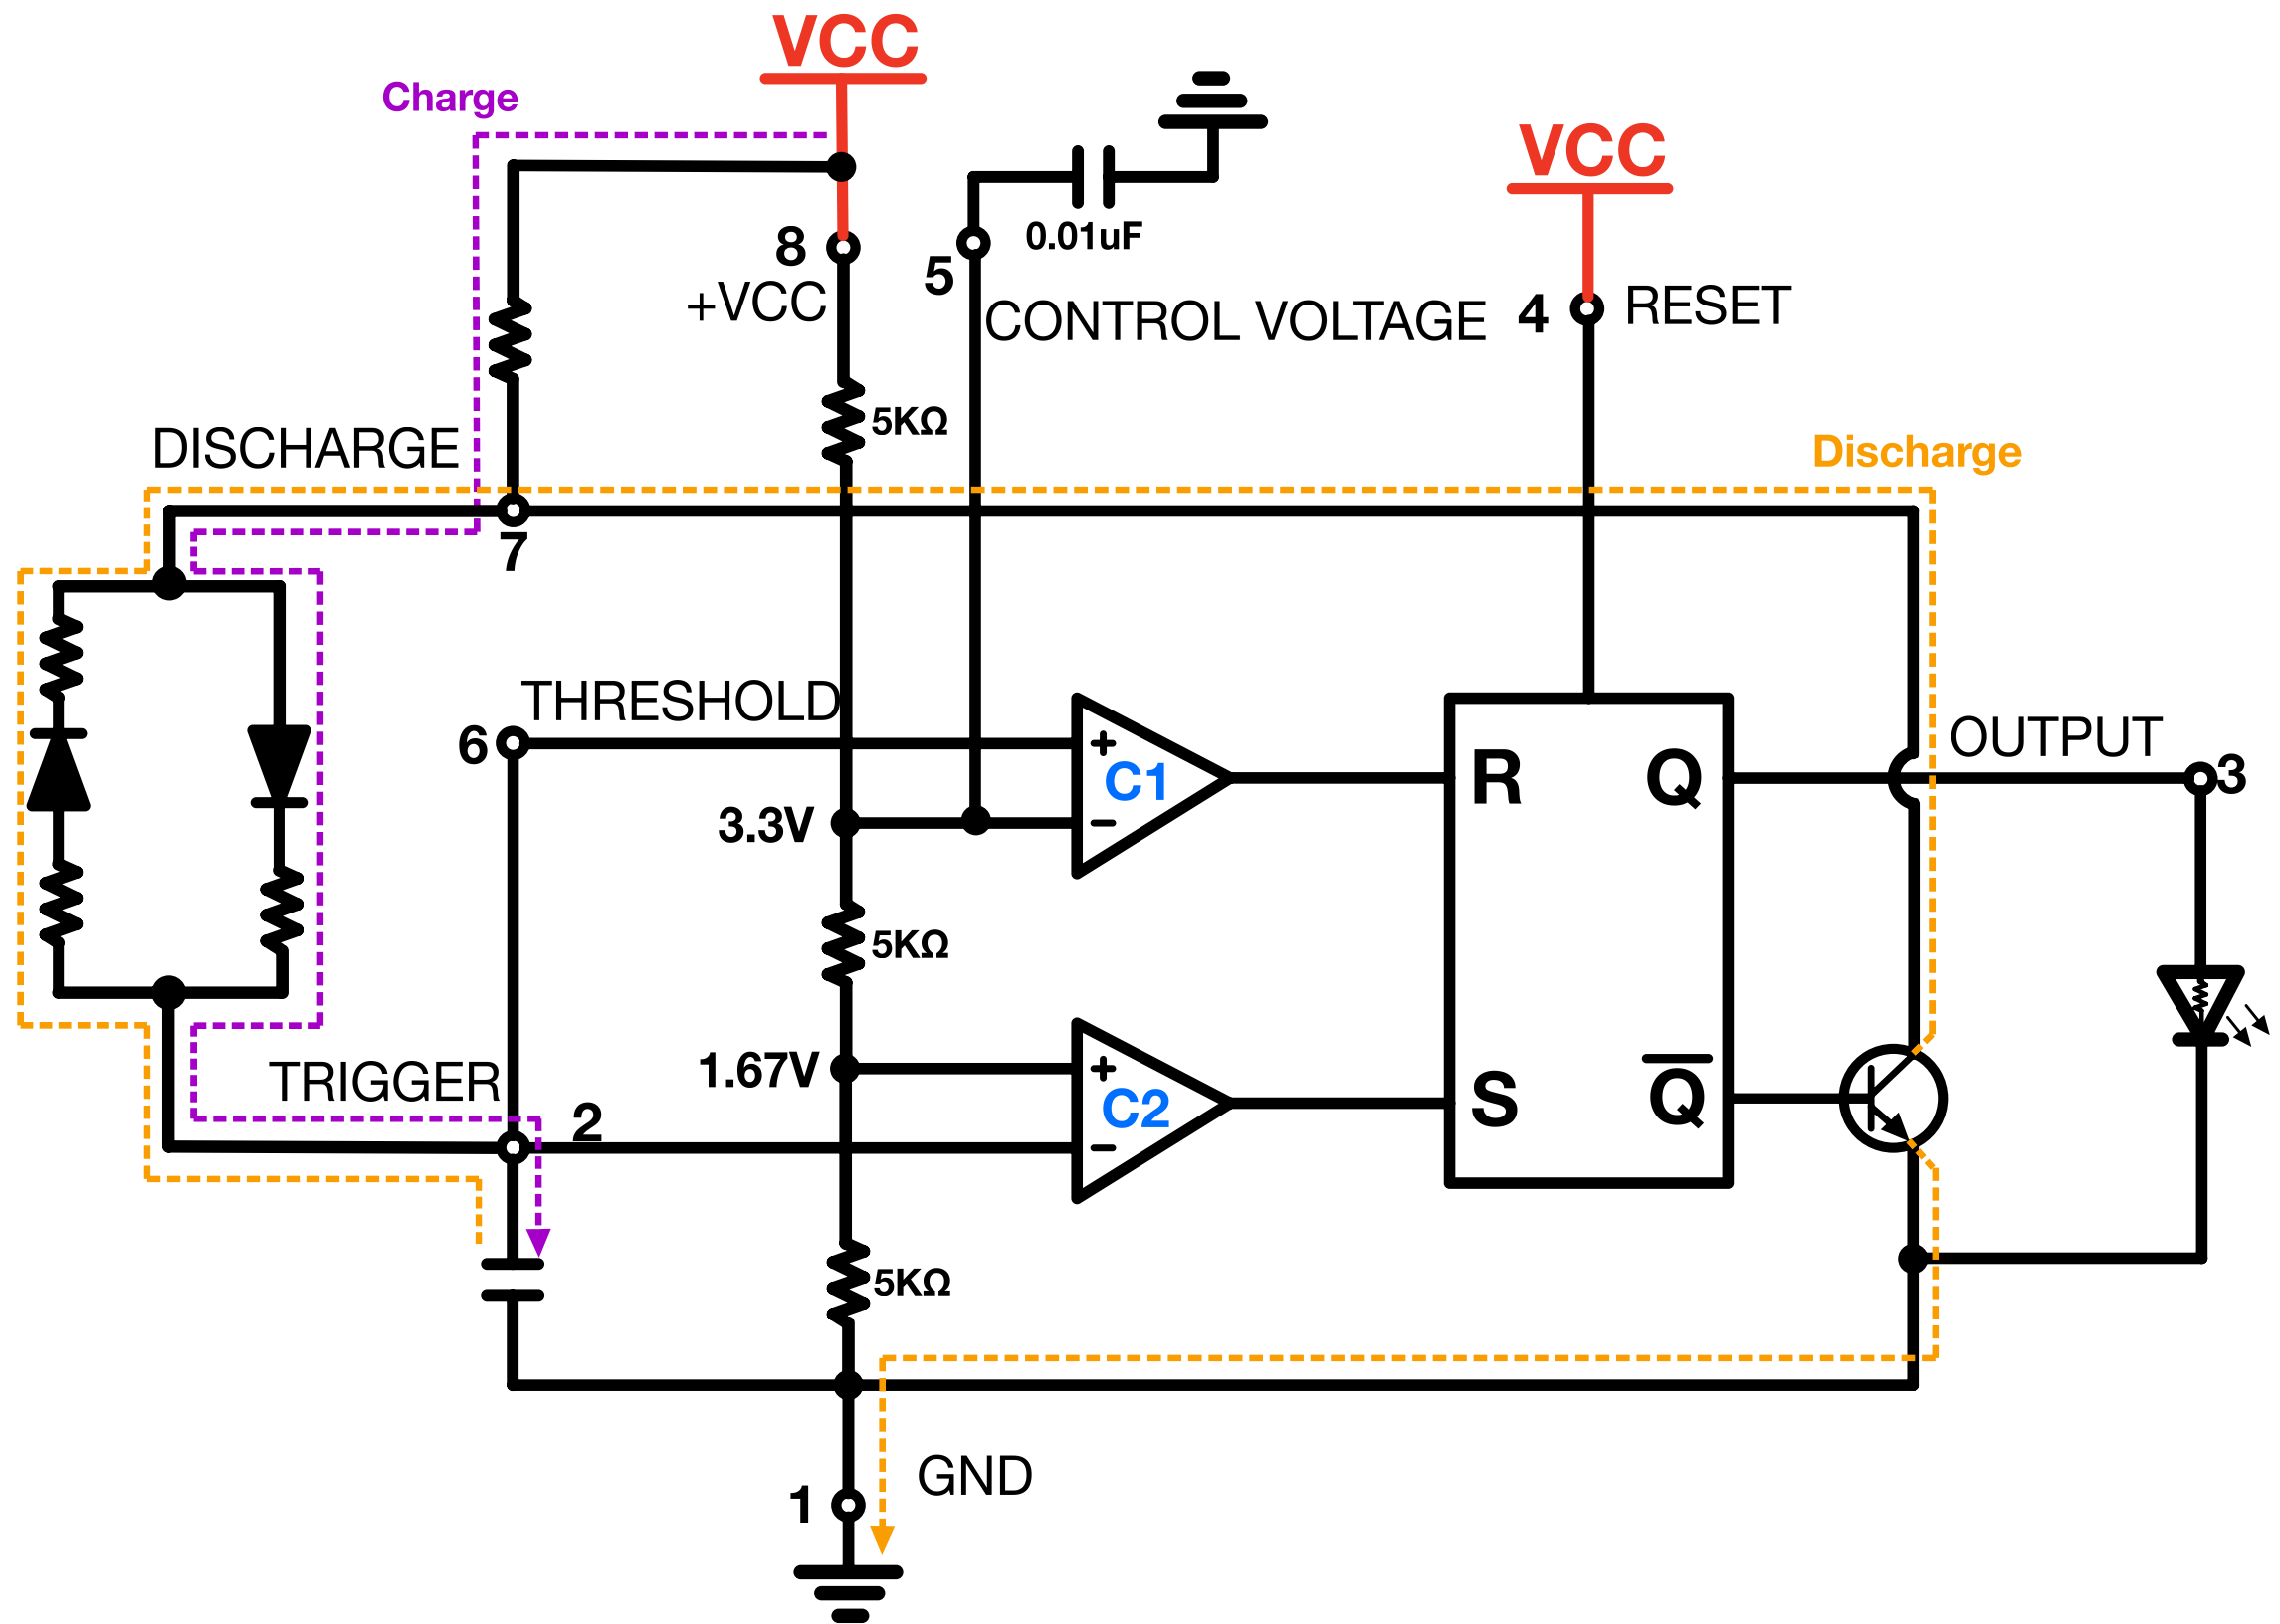 VCC
Charge
VCC
8
0.01uF
5
+VCC
CONTROL VOLTAGE
4
RESET
5KΩ
DISCHARGE
Discharge
7
THRESHOLD
6
+
C1
−
3.3V
R
Q
OUTPUT
3
5KΩ
TRIGGER
2
1.67V
+
C2
−
S
Q̅
5KΩ
GND
1